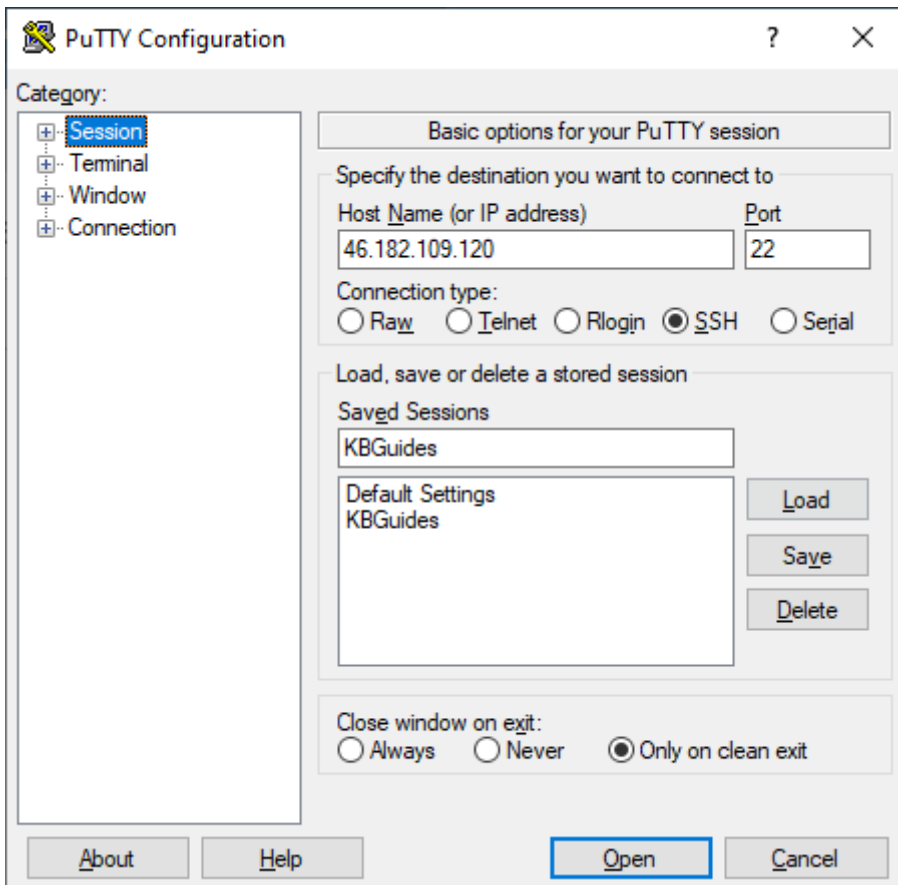 PuTTY Configuration ? 
Category:
Session
Terminal
Window
Connection
Basic options for your PuTTY session
Specify the destination you want to connect to
Host Name (or IP address) Port
46.182.109.120 22
Connection type:
Raw Telnet Rlogin SSH Serial
Load, save or delete a stored session
Saved Sessions
KBGuides
Default Settings
KBGuides
Load
Save
Delete
Close window on exit:
Always Never Only on clean exit
About Help Open Cancel